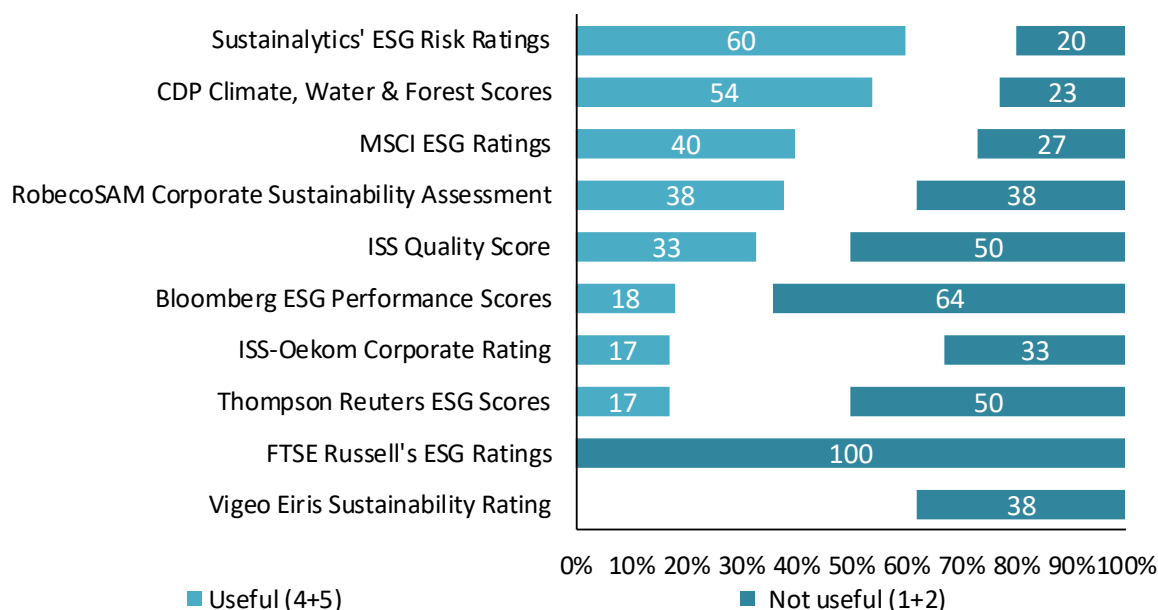 Sustainalytics' ESG Risk Ratings 60 20
CDP Climate, Water & Forest Scores 54 23
MSCI ESG Ratings 40 27
RobecoSAM Corporate Sustainability Assessment 38 38
ISS Quality Score 33 50
Bloomberg ESG Performance Scores 18 64
ISS-Oekom Corporate Rating 17 33
Thompson Reuters ESG Scores 17 50
FTSE Russell's ESG Ratings 100
Vigeo Eiris Sustainability Rating 38
0% 10% 20% 30% 40% 50% 60% 70% 80% 90% 100%
Useful (4+5) Not useful (1+2)